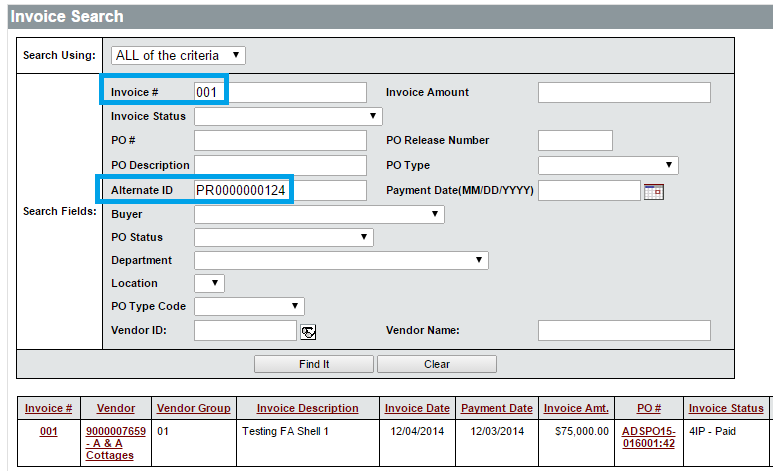 Invoice Search
Search Using: ALL of the criteria
Search Fields:
Invoice # 001 Invoice Amount
Invoice Status
PO # PO Release Number
PO Description PO Type
Alternate ID PR0000000124 Payment Date(MM/DD/YYYY)
Buyer
PO Status
Department
Location
PO Type Code
Vendor ID: Vendor Name:
Find It Clear
Invoice # Vendor Vendor Group Invoice Description Invoice Date Payment Date Invoice Amt. PO # Invoice Status
001 9000007659 01 Testing FA Shell 1 12/04/2014 12/03/2014 $75,000.00 ADSPO15- 4IP - Paid
- A & A 016001:42
Cottages